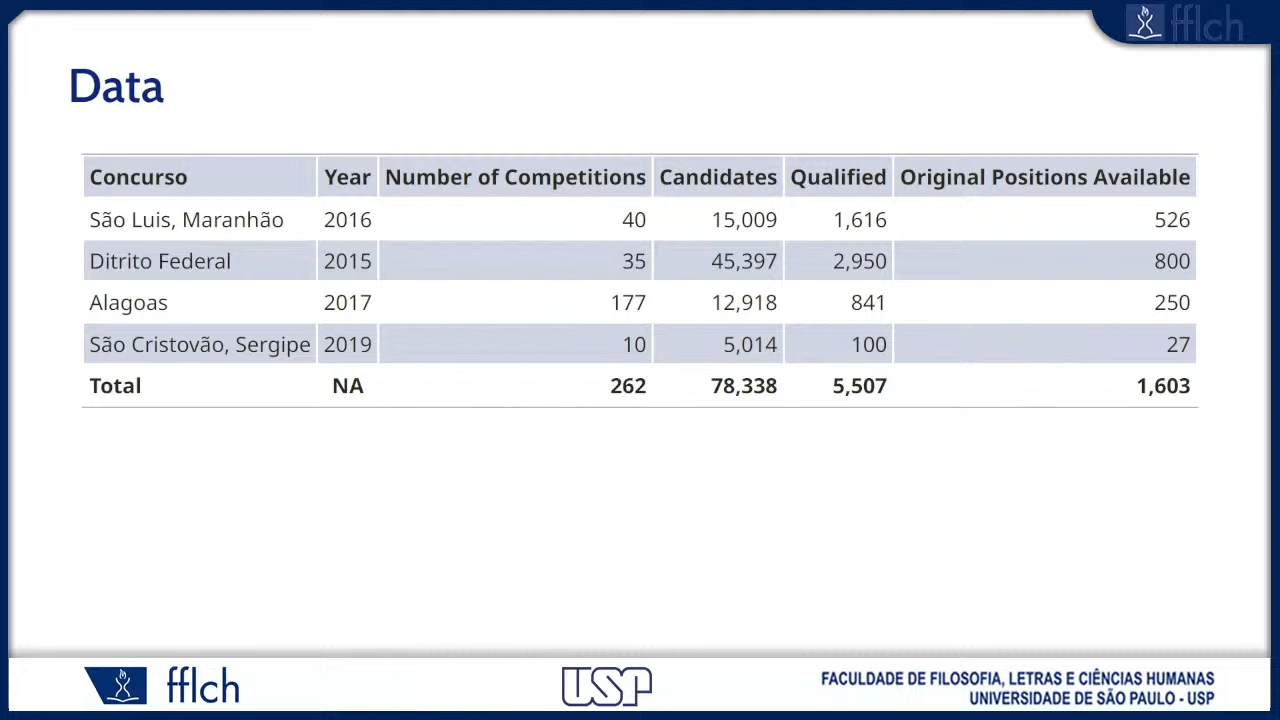 fflch
Data
Concurso Year Number of Competitions Candidates Qualified Original Positions Available
São Luis, Maranhão 2016 40 15,009 1,616 526
Ditrito Federal 2015 35 45,397 2,950 800
Alagoas 2017 177 12,918 841 250
São Cristovão, Sergipe 2019 10 5,014 100 27
Total NA 262 78,338 5,507 1,603
fflch
USP
FACULDADE DE FILOSOFIA, LETRAS E CIÊNCIAS HUMANAS
UNIVERSIDADE DE SÃO PAULO - USP